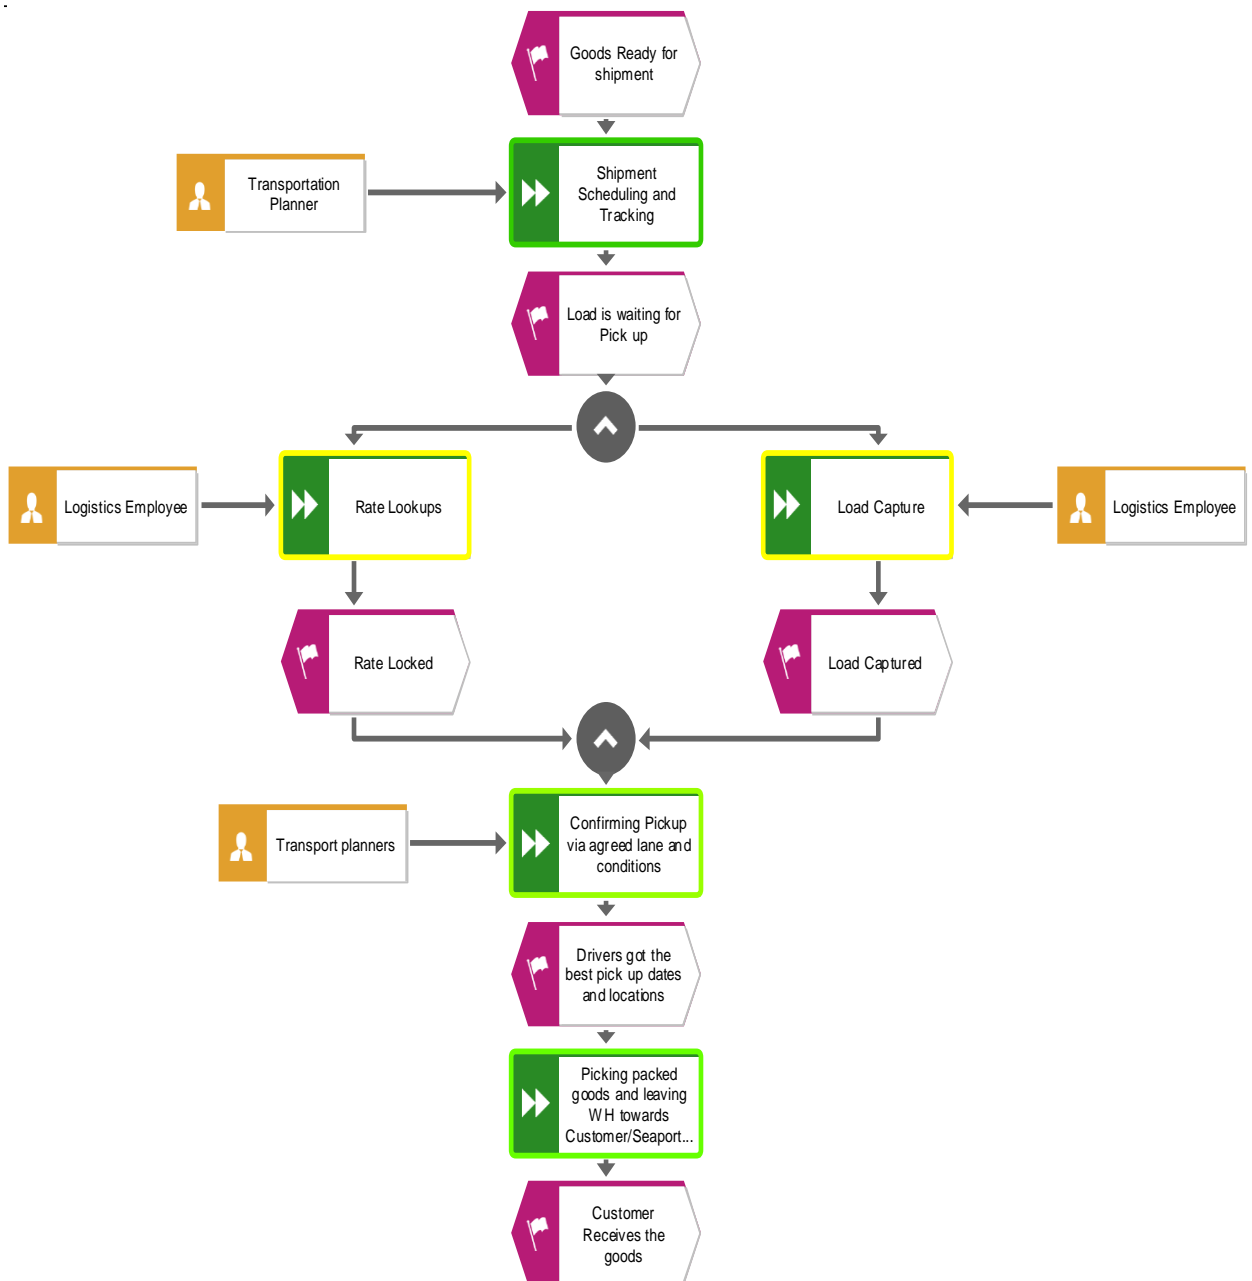 Goods Ready for
shipment
Transportation
Planner
Shipment
Scheduling and
Tracking
Load is waiting for
Pick up
Logistics Employee
Rate Lookups
Load Capture
Logistics Employee
Rate Locked
Load Captured
Transport planners
Confirming Pickup
via agreed lane and
conditions
Drivers got the
best pick up dates
and locations
Picking packed
goods and leaving
WH towards
Customer/Seaport...
Customer
Receives the
goods